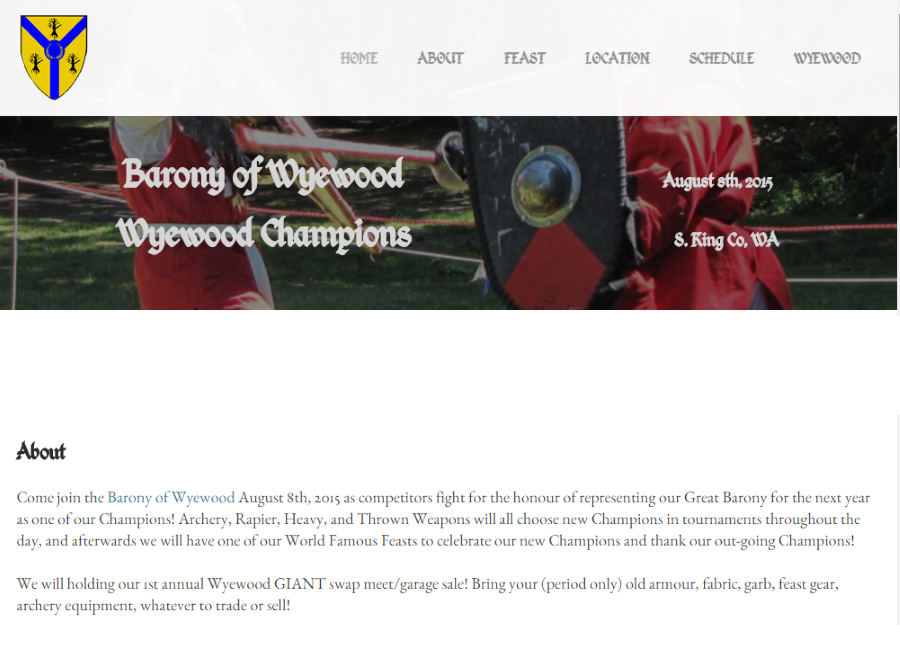 HOME ABOUT FEAST LOCATION SCHEDULE WYEWOOD
Barony of Wyewood
August 8th, 2015
Wyewood Champions
S. King Co, WA
About
Come join the Barony of Wyewood August 8th, 2015 as competitors fight for the honour of representing our Great Barony for the next year
as one of our Champions! Archery, Rapier, Heavy, and Thrown Weapons will all choose new Champions in tournaments throughout the
day, and afterwards we will have one of our World Famous Feasts to celebrate our new Champions and thank our out-going Champions!
We will holding our 1st annual Wyewood GIANT swap meet/garage sale! Bring your (period only) old armour, fabric, garb, feast gear,
archery equipment, whatever to trade or sell!